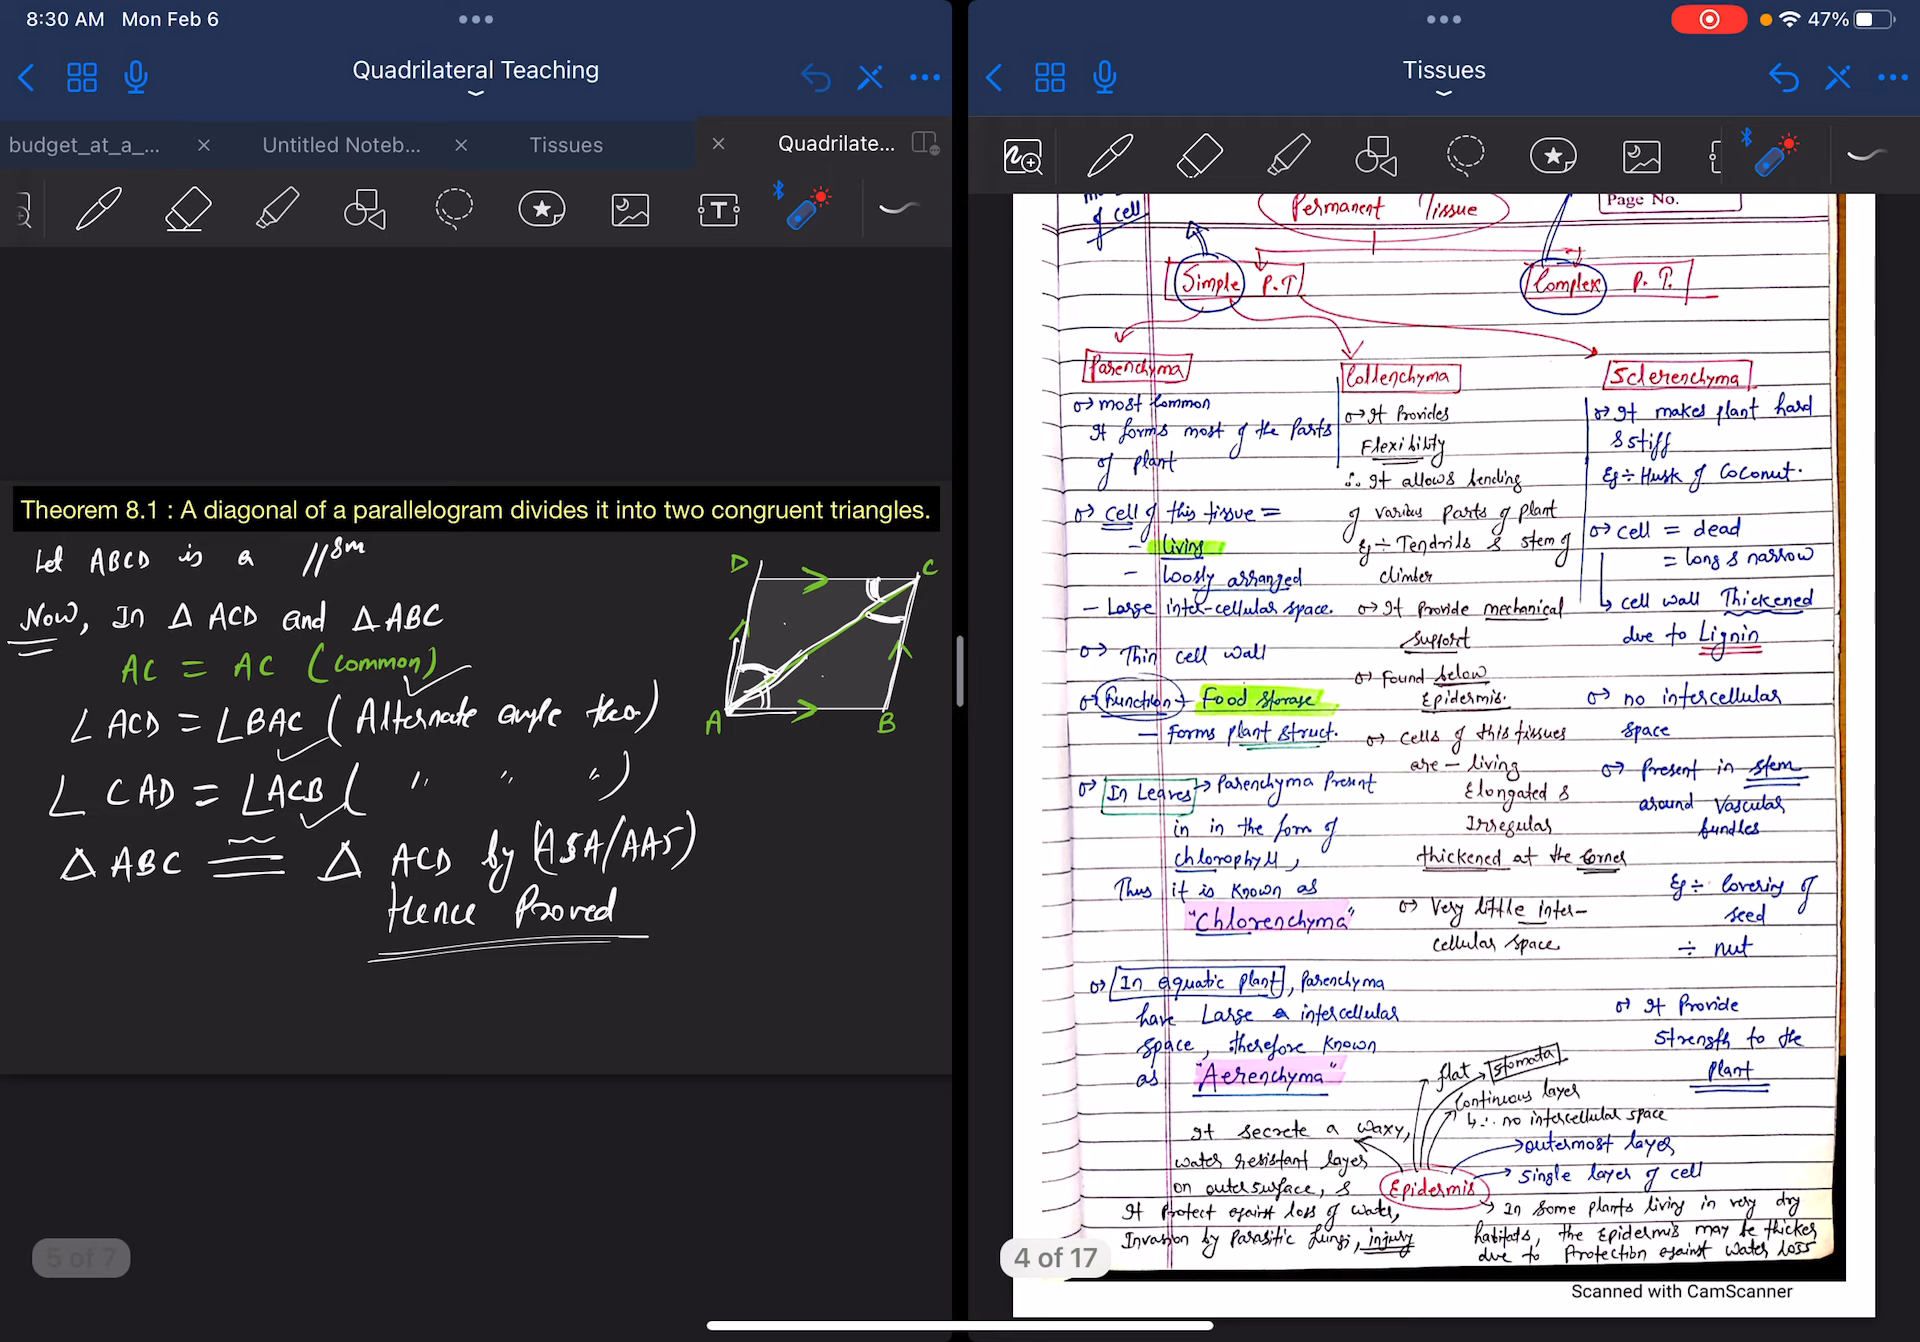 8:30 AM Mon Feb 6
47%
Quadrilateral Teaching
budget_at_a_...
Untitled Noteb...
Tissues
Quadrilate...
Theorem 8.1 : A diagonal of a parallelogram divides it into two congruent triangles.
Let ABCD is a //gm
Now, In Δ ACD and Δ ABC
AC = AC (Common)
∠ ACD = ∠BAC (Alternate angle theo)
∠ CAD = ∠ACB ( " " " )
Δ ABC ≅ Δ ACD by (ASA/AAS)
Hence Proved
D
C
A
B
5 of 7
Tissues
of cell
Permanent Tissue
Page No.
Simple P.T
Complex P.T.
Parenchyma
o→ most Common
It forms most of the Parts
of plant
o→ cell of this tissue =
- living
- loosly arranged
- Large inter-cellular space.
o→ Thin cell wall
o→ Function → Food storage
- Forms plant struct.
o→ In Leaves → Parenchyma Present
in in the form of
chlorophyll,
Thus it is Known as
"Chlorenchyma"
o→ In aquatic plant, Parenchyma
have Large intercellular
space, therefore Known
as "Aerenchyma"
Collenchyma
o→ It Provides
Flexibility
∴ It allows bending
of various parts of plant
Eg ÷ Tendrils & stem of
climber
o→ It Provide mechanical
support
o→ Found below
Epidermis.
o→ Cells of this tissues
are - living
Elongated &
Irregular
thickened at the Corner
o→ Very little inter-
cellular space
Sclerenchyma
o→ It makes plant hard
& stiff
Eg ÷ Husk of Coconut.
o→ cell = dead
= long & narrow
cell wall Thickened
due to Lignin
o→ no intercellular
space
o→ Present in stem
around Vascular
bundles
Eg ÷ Covering of
seed
÷ nut
o→ It Provide
Strength to the
Plant
flat → Stomata
Continuous layer
↳ ∴ no intercellular space
→ outermost layer
→ Single layer of cell
Epidermis
It secrete a waxy,
water resistant layer
on outer surface, &
It Protect against loss of water,
Invasion by Parasitic fungi, injury
→ In Some plants living in very dry
habitats, the Epidermis may be thicker
due to Protection against water loss
4 of 17
Scanned with CamScanner